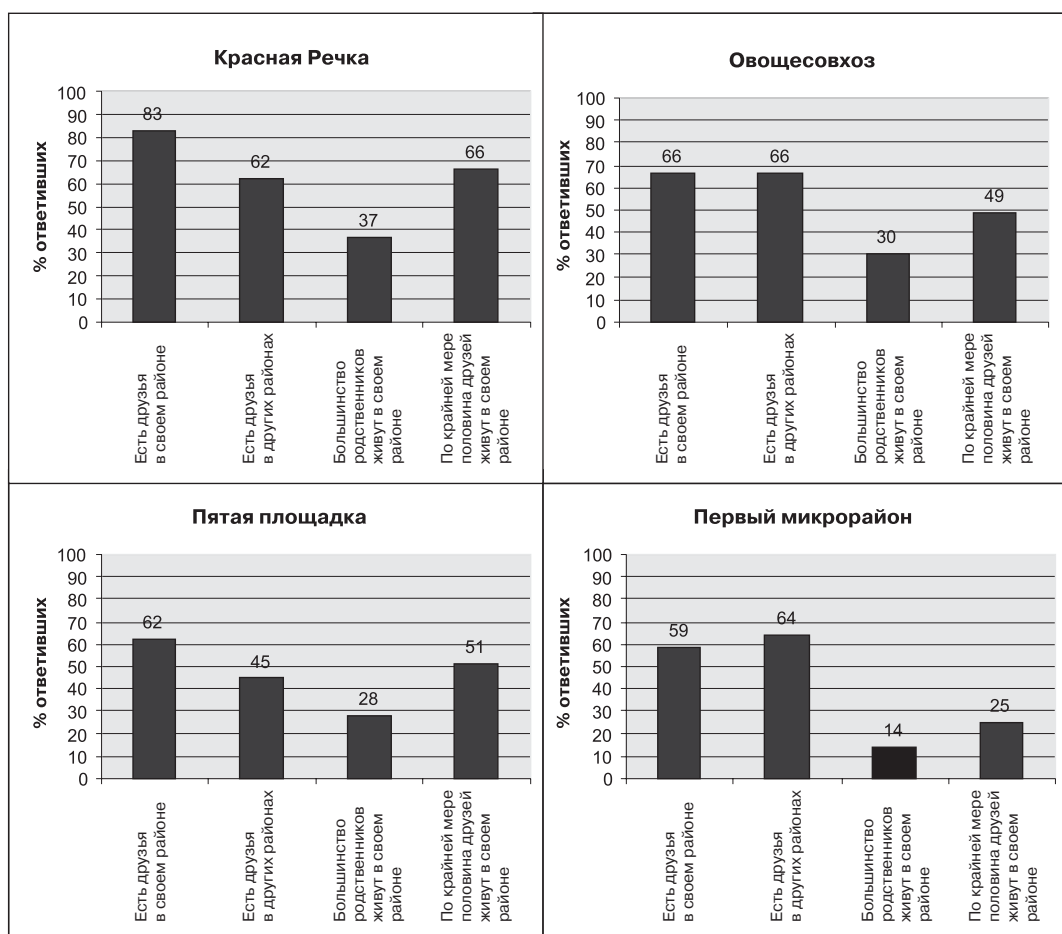 Красная Речка
% ответивших
100
90
80
70
60
50
40
30
20
10
0
83
62
37
66
Есть друзья
в своем районе
Есть друзья
в других районах
Большинство
родственников
живут в своем
районе
По крайней мере
половина друзей
живут в своем
районе
Овощесовхоз
% ответивших
100
90
80
70
60
50
40
30
20
10
0
66
66
30
49
Есть друзья
в своем районе
Есть друзья
в других районах
Большинство
родственников
живут в своем
районе
По крайней мере
половина друзей
живут в своем
районе
Пятая площадка
% ответивших
100
90
80
70
60
50
40
30
20
10
0
62
45
28
51
Есть друзья
в своем районе
Есть друзья
в других районах
Большинство
родственников
живут в своем
районе
По крайней мере
половина друзей
живут в своем
районе
Первый микрорайон
% ответивших
100
90
80
70
60
50
40
30
20
10
0
59
64
14
25
Есть друзья
в своем районе
Есть друзья
в других районах
Большинство
родственников
живут в своем
районе
По крайней мере
половина друзей
живут в своем
районе